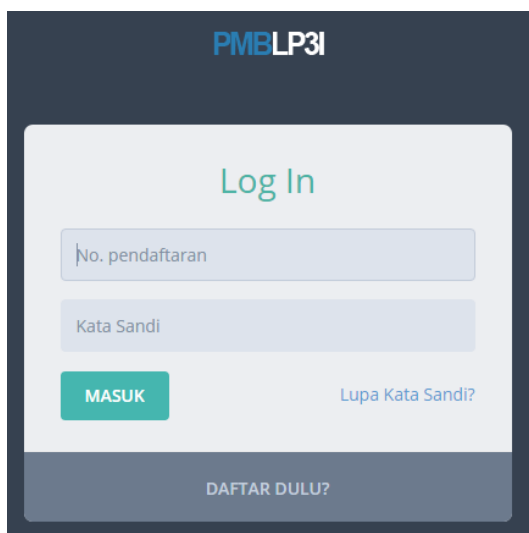 PMBLP3I
Log In
No. pendaftaran
Kata Sandi
MASUK
Lupa Kata Sandi?
DAFTAR DULU?